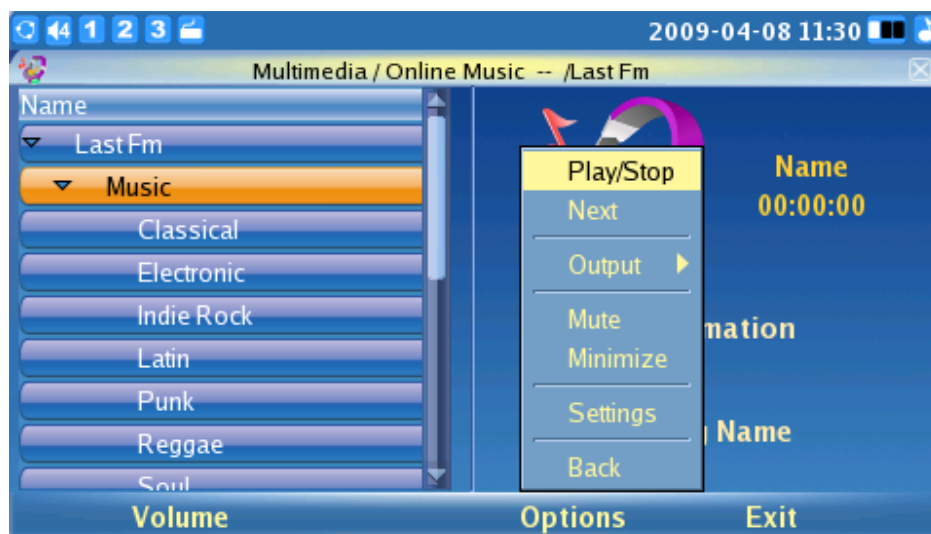 4 1 2 3 2009-04-08 11:30
Multimedia / Online Music -- /Last Fm
Name
Last Fm
Music
Classical
Electronic
Indie Rock
Latin
Punk
Reggae
Soul
Play/Stop
Next
Output
Mute
Minimize
Settings
Back
Name
00:00:00
mation
Name
Volume Options Exit